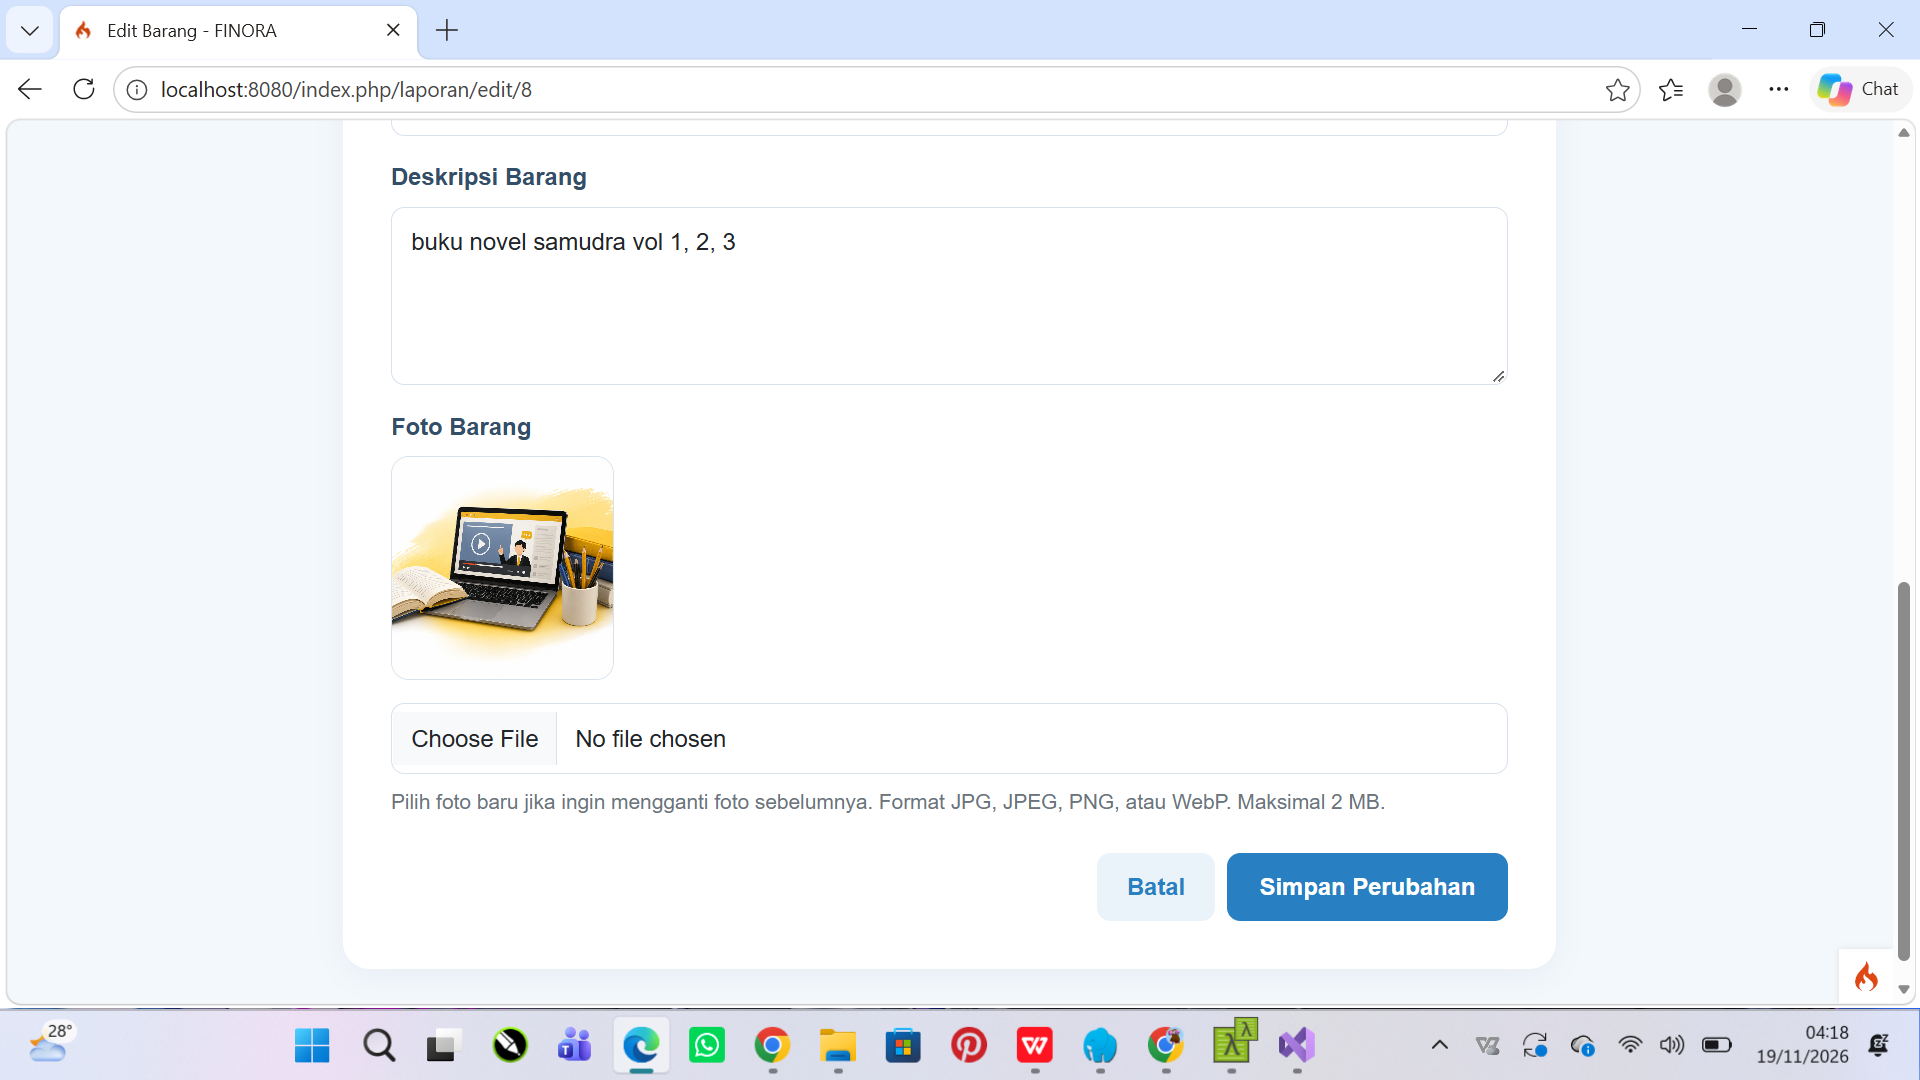 Edit Barang - FINORA
localhost:8080/index.php/laporan/edit/8
Chat
Deskripsi Barang
buku novel samudra vol 1, 2, 3
Foto Barang
Choose File
No file chosen
Pilih foto baru jika ingin mengganti foto sebelumnya. Format JPG, JPEG, PNG, atau WebP. Maksimal 2 MB.
Batal
Simpan Perubahan
28°
04:18
19/11/2026